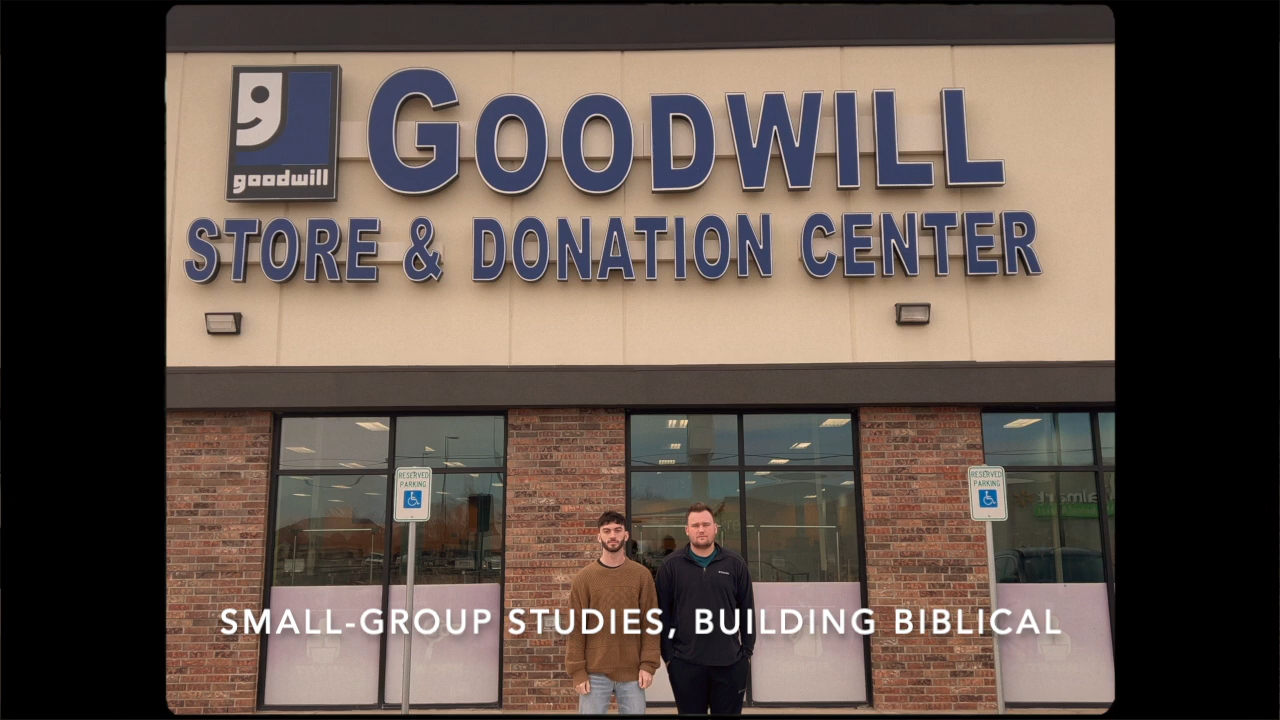 goodwill
GOODWILL
STORE & DONATION CENTER
RESERVED
PARKING
RESERVED
PARKING
SMALL-GROUP STUDIES, BUILDING BIBLICAL